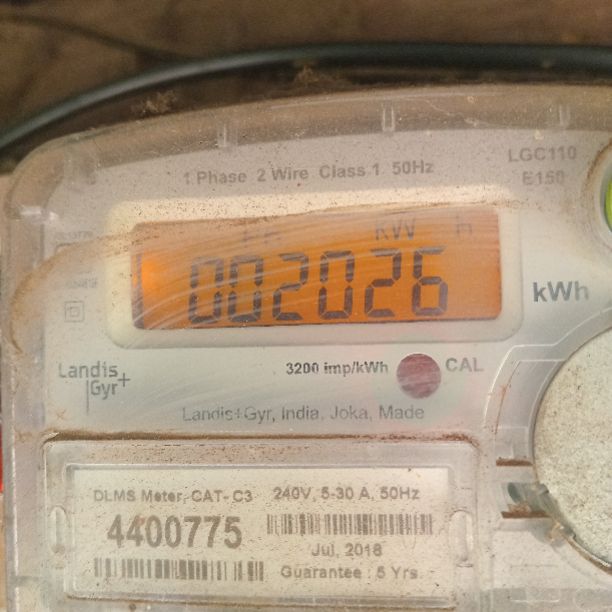 1 Phase 2 Wire Class 1 50Hz
LGC110
E150
kW h
002026
kWh
Landis
Gyr+
3200 imp/kWh
CAL
Landis+Gyr, India, Joka, Made
DLMS Meter, CAT- C3
240V, 5-30 A, 50Hz
4400775
Jul, 2018
Guarantee : 5 Yrs.